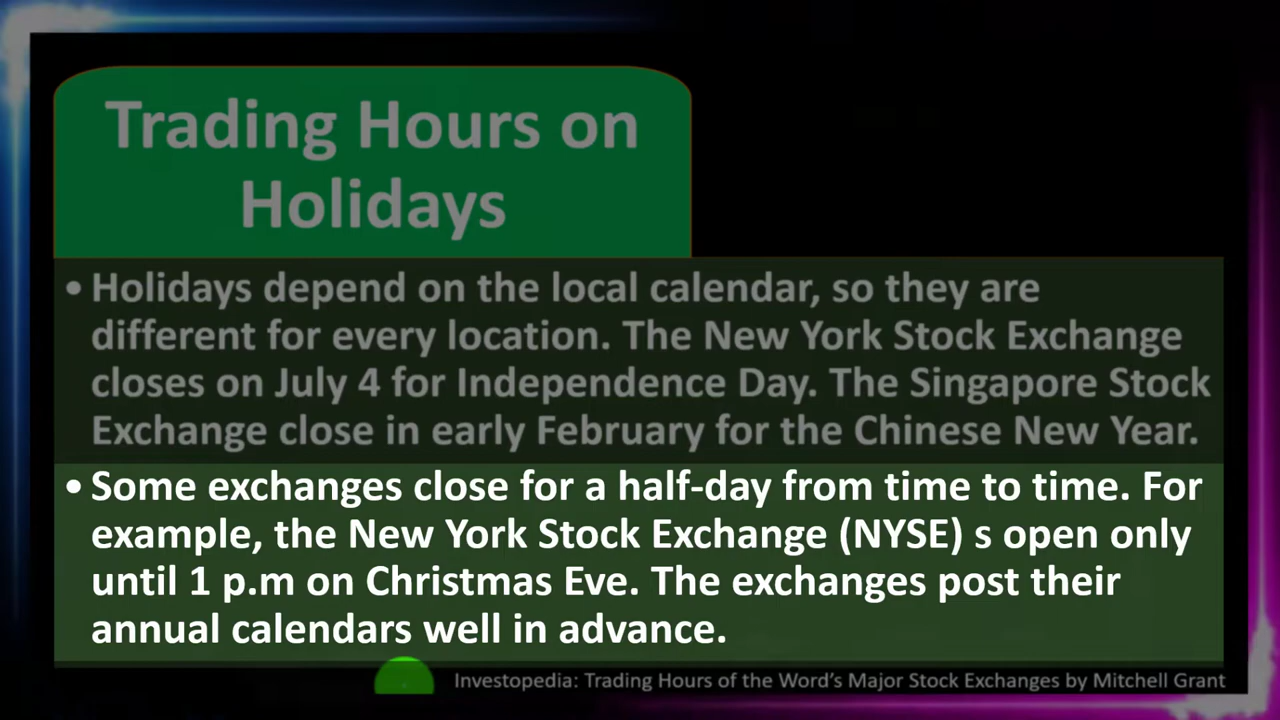 Trading Hours on
Holidays
• Holidays depend on the local calendar, so they are
different for every location. The New York Stock Exchange
closes on July 4 for Independence Day. The Singapore Stock
Exchange close in early February for the Chinese New Year.
• Some exchanges close for a half-day from time to time. For
example, the New York Stock Exchange (NYSE) s open only
until 1 p.m on Christmas Eve. The exchanges post their
annual calendars well in advance.
Investopedia: Trading Hours of the Word's Major Stock Exchanges by Mitchell Grant